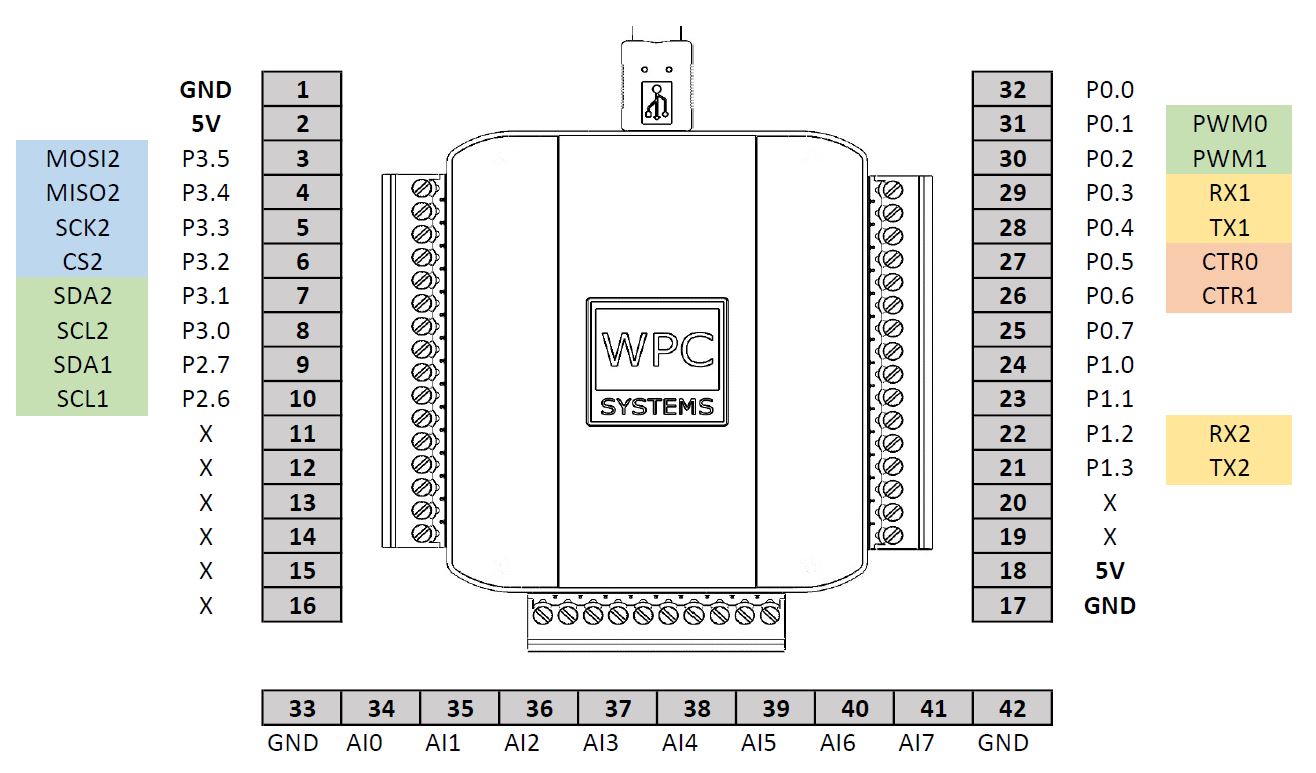 GND 1 32 P0.0
5V 2 31 P0.1 PWM0
MOSI2 P3.5 3 30 P0.2 PWM1
MISO2 P3.4 4 29 P0.3 RX1
SCK2 P3.3 5 28 P0.4 TX1
CS2 P3.2 6 27 P0.5 CTR0
SDA2 P3.1 7 26 P0.6 CTR1
SCL2 P3.0 8 25 P0.7
SDA1 P2.7 9 24 P1.0
SCL1 P2.6 10 23 P1.1
X 11 22 P1.2 RX2
X 12 21 P1.3 TX2
X 13 20 X
X 14 19 X
X 15 18 5V
X 16 17 GND
WPC
SYSTEMS
33 34 35 36 37 38 39 40 41 42
GND AI0 AI1 AI2 AI3 AI4 AI5 AI6 AI7 GND